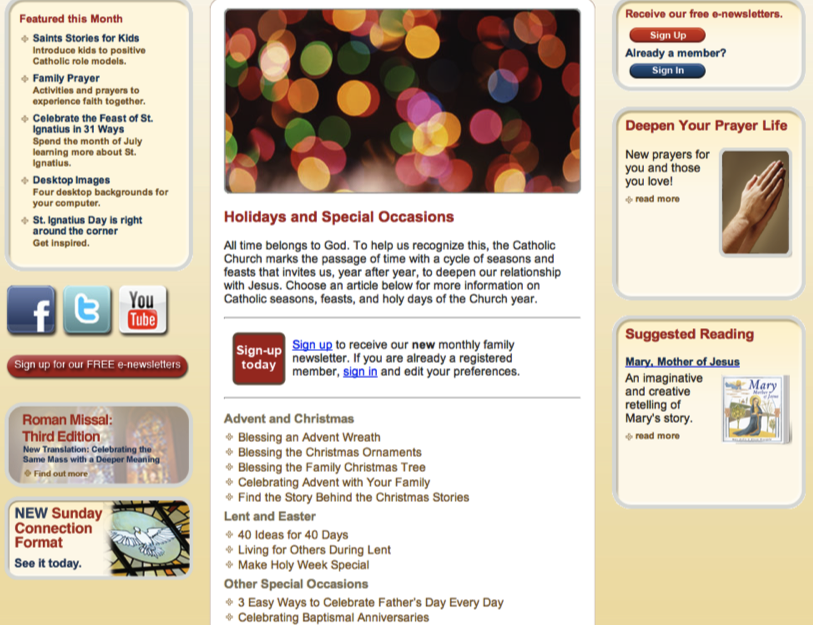 Featured this Month
Saints Stories for Kids
Introduce kids to positive
Catholic role models.
Family Prayer
Activities and prayers to
experience faith together.
Celebrate the Feast of St.
Ignatius in 31 Ways
Spend the month of July
learning more about St.
Ignatius.
Desktop Images
Four desktop backgrounds for
your computer.
St. Ignatius Day is right
around the corner
Get inspired.
f
t
You
Tube
Sign up for our FREE e-newsletters
Roman Missal:
Third Edition
New Translation: Celebrating the
Same Mass with a Deeper Meaning
Find out more
NEW Sunday
Connection
Format
See it today.
Holidays and Special Occasions
All time belongs to God. To help us recognize this, the Catholic
Church marks the passage of time with a cycle of seasons and
feasts that invites us, year after year, to deepen our relationship
with Jesus. Choose an article below for more information on
Catholic seasons, feasts, and holy days of the Church year.
Sign-up
today
Sign up to receive our new monthly family
newsletter. If you are already a registered
member, sign in and edit your preferences.
Advent and Christmas
Blessing an Advent Wreath
Blessing the Christmas Ornaments
Blessing the Family Christmas Tree
Celebrating Advent with Your Family
Find the Story Behind the Christmas Stories
Lent and Easter
40 Ideas for 40 Days
Living for Others During Lent
Make Holy Week Special
Other Special Occasions
3 Easy Ways to Celebrate Father's Day Every Day
Celebrating Baptismal Anniversaries
Receive our free e-newsletters.
Sign Up
Already a member?
Sign In
Deepen Your Prayer Life
New prayers for
you and those
you love!
read more
Suggested Reading
Mary, Mother of Jesus
An imaginative
and creative
retelling of
Mary's story.
read more
Mary
Mother of
Jesus